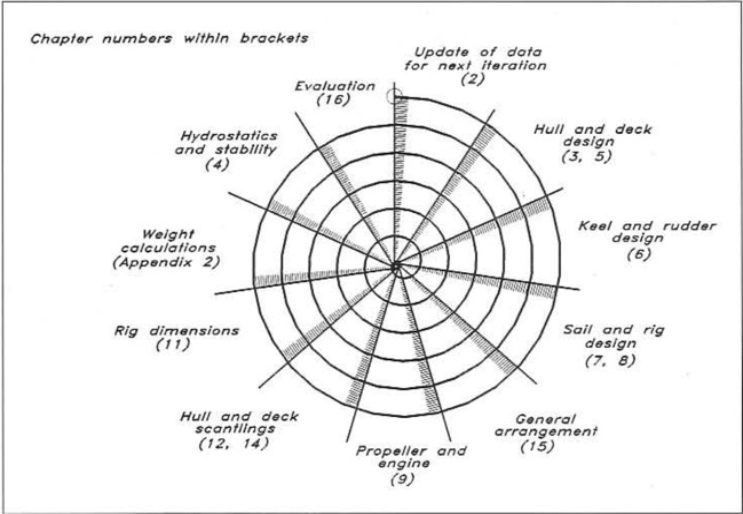 Chapter numbers within brackets
Update of data
for next iteration
(2)
Hull and deck
design
(3, 5)
Keel and rudder
design
(6)
Sail and rig
design
(7, 8)
General
arrangement
(15)
Propeller and
engine
(9)
Hull and deck
scantlings
(12, 14)
Rig dimensions
(11)
Weight
calculations
(Appendix 2)
Hydrostatics
and stability
(4)
Evaluation
(16)